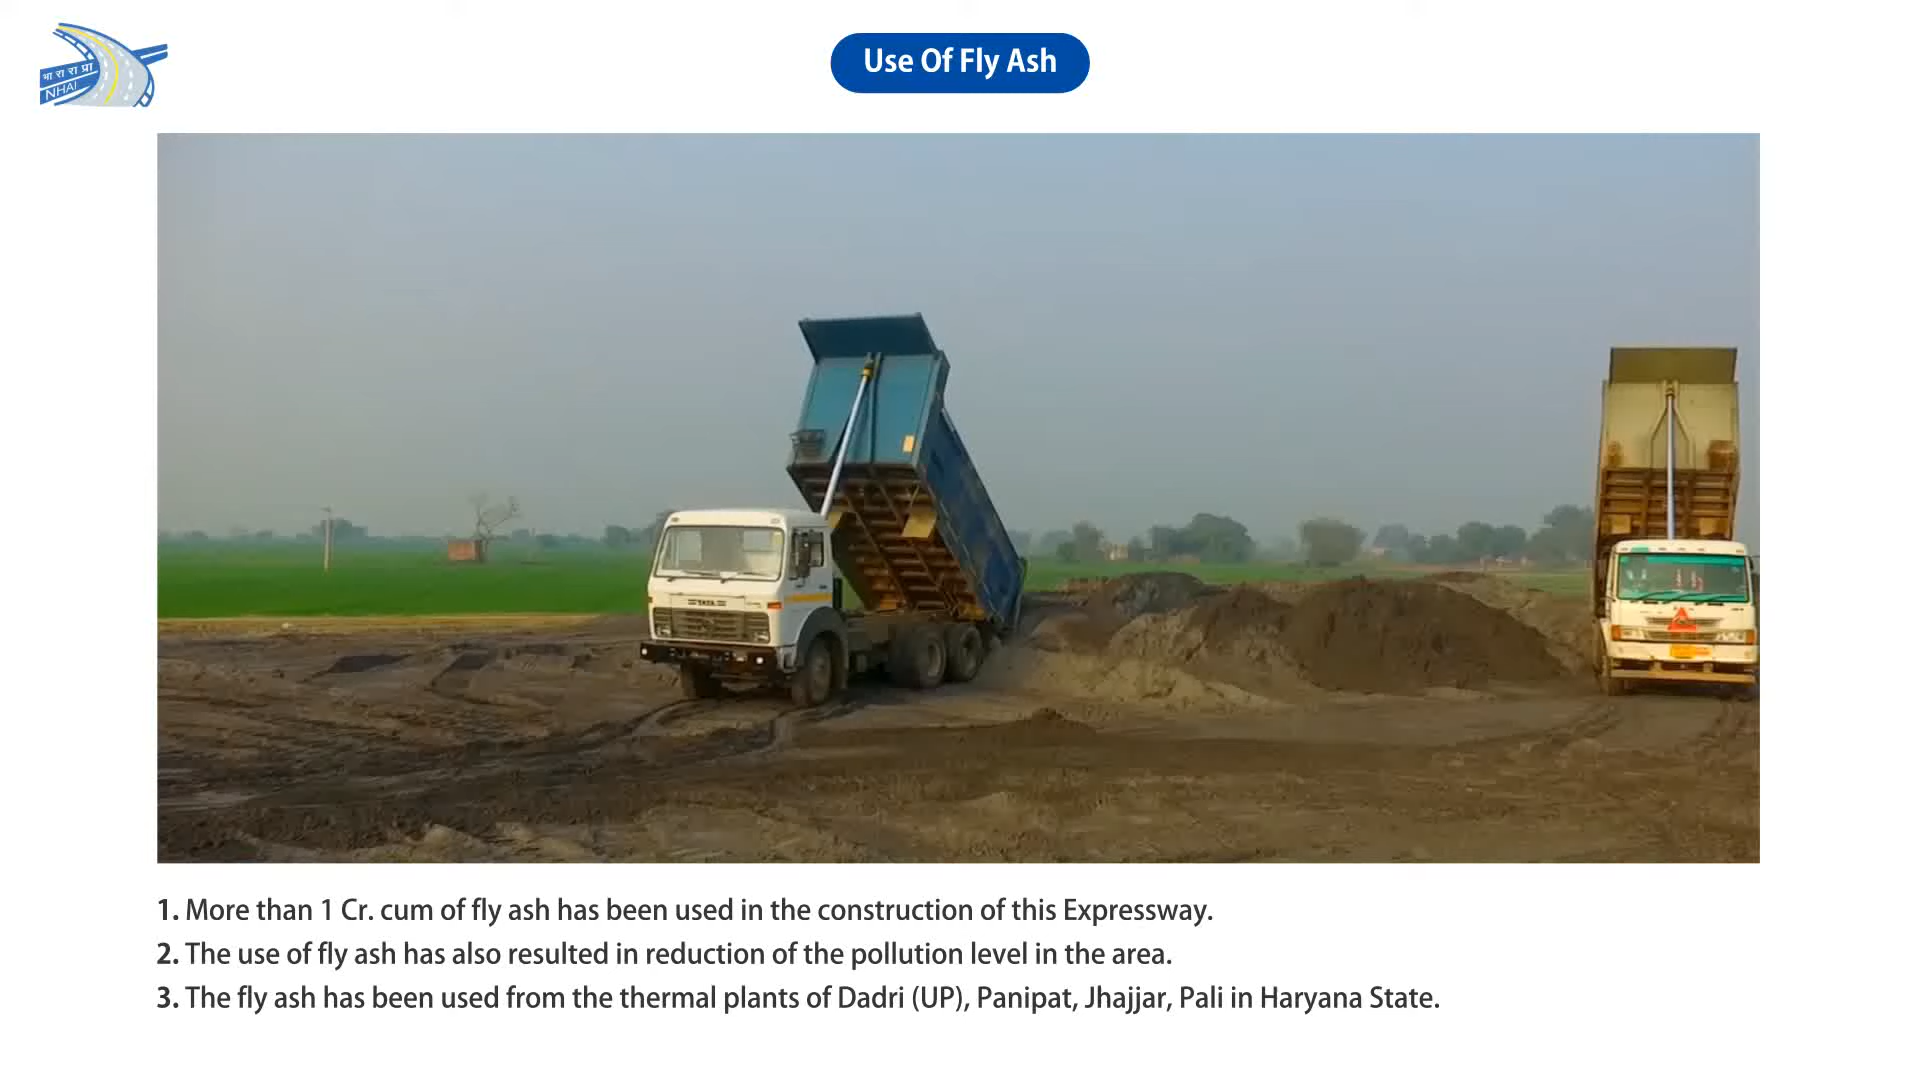 भा रा रा प्रा
NHAI
Use Of Fly Ash
TATA
1. More than 1 Cr. cum of fly ash has been used in the construction of this Expressway.
2. The use of fly ash has also resulted in reduction of the pollution level in the area.
3. The fly ash has been used from the thermal plants of Dadri (UP), Panipat, Jhajjar, Pali in Haryana State.